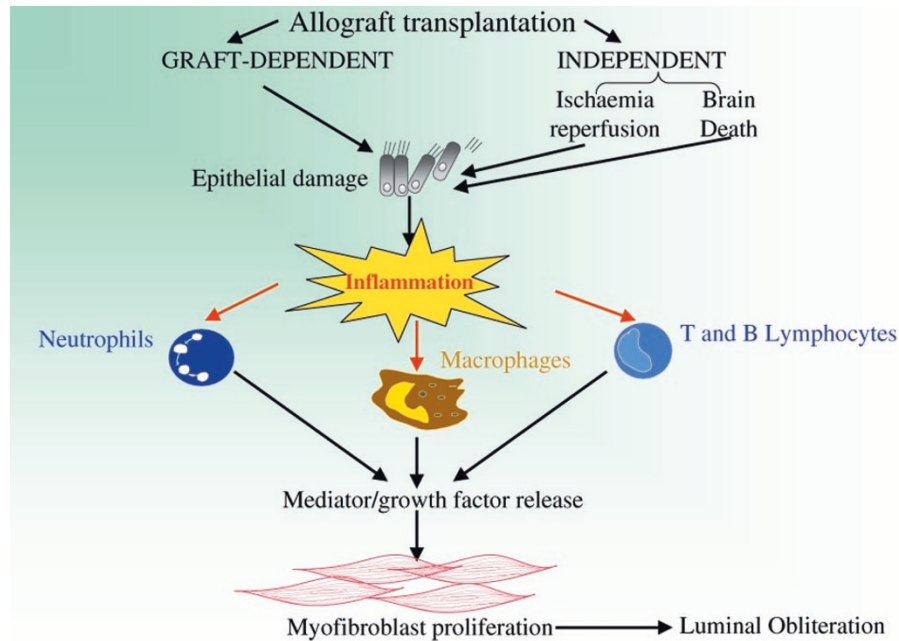 Allograft transplantation
GRAFT-DEPENDENT
INDEPENDENT
Ischaemia
reperfusion
Brain
Death
Epithelial damage
Inflammation
Neutrophils
Macrophages
T and B Lymphocytes
Mediator/growth factor release
Myofibroblast proliferation
Luminal Obliteration